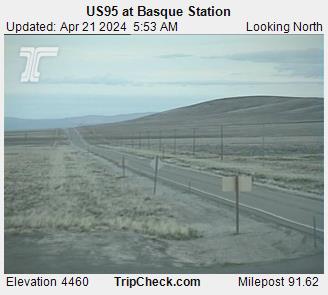 US95 at Basque Station
Updated: Apr 21 2024 5:53 AM Looking North
Elevation 4460 TripCheck.com Milepost 91.62